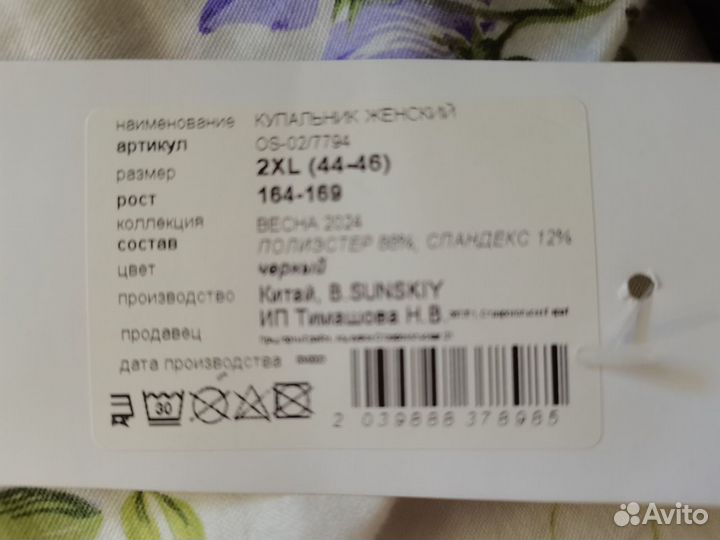 наименование КУПАЛЬНИК ЖЕНСКИЙ
артикул OS-02/7794
размер 2XL (44-46)
рост 164-169
коллекция ВЕСНА 2024
состав ПОЛИЭСТЕР 88%, СПАНДЕКС 12%
цвет черный
производство Китай, B.SUNSKIY
продавец ИП Тимашова Н.В.
дата производства
30
2 039888 378985
Avito